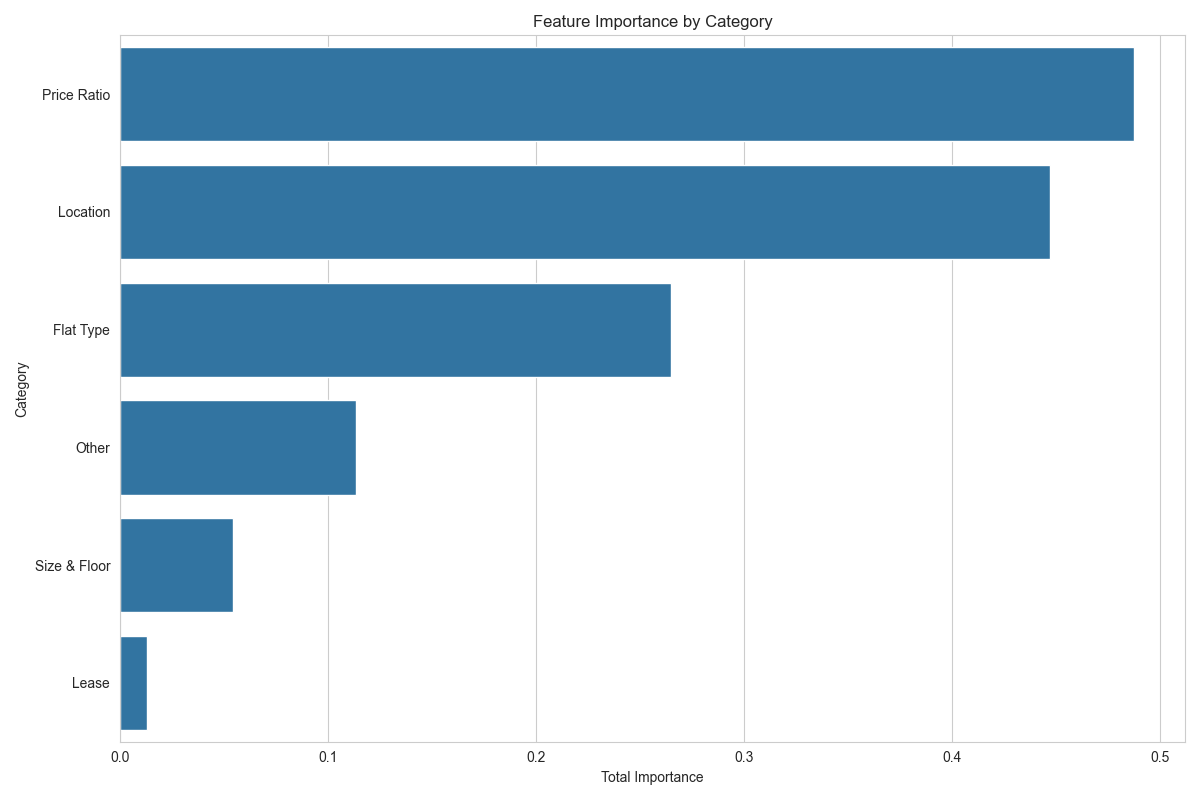 Feature Importance by Category
Price Ratio
Location
Flat Type
Other
Size & Floor
Lease
Category
0.0 0.1 0.2 0.3 0.4 0.5
Total Importance